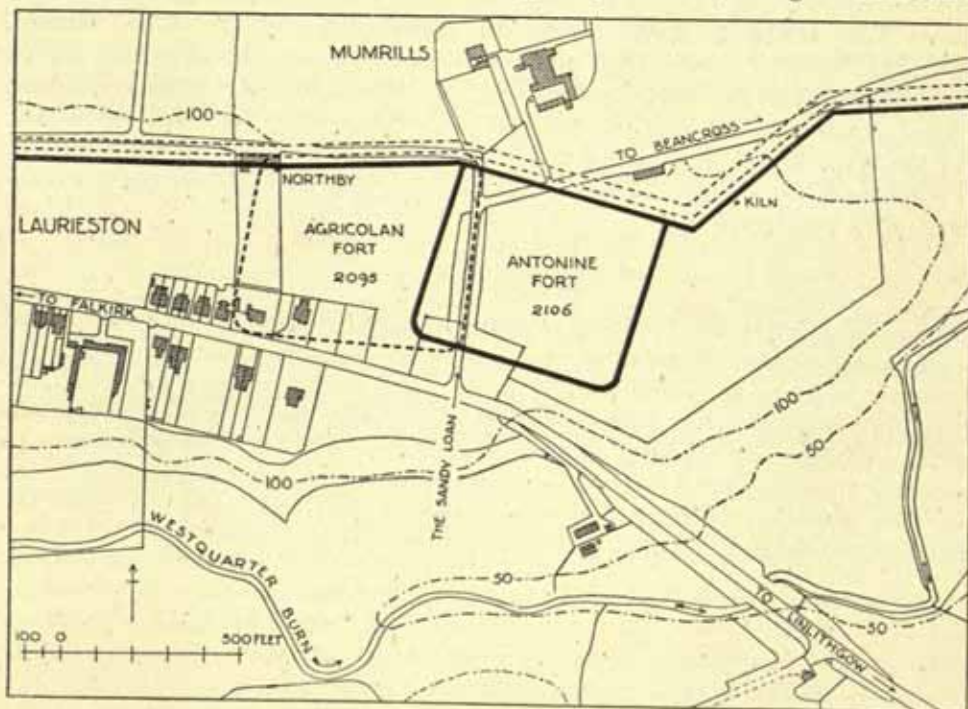 MUMRILLS
100
TO BEANCROSS
NORTHBY
KILN
LAURIESTON
AGRICOLAN
FORT
2095
ANTONINE
FORT
2106
TO FALKIRK
100
50
100
THE SANDY LOAN
WESTQUARTER BURN
50
TO LINLITHGOW
50
100 0 500 FEET